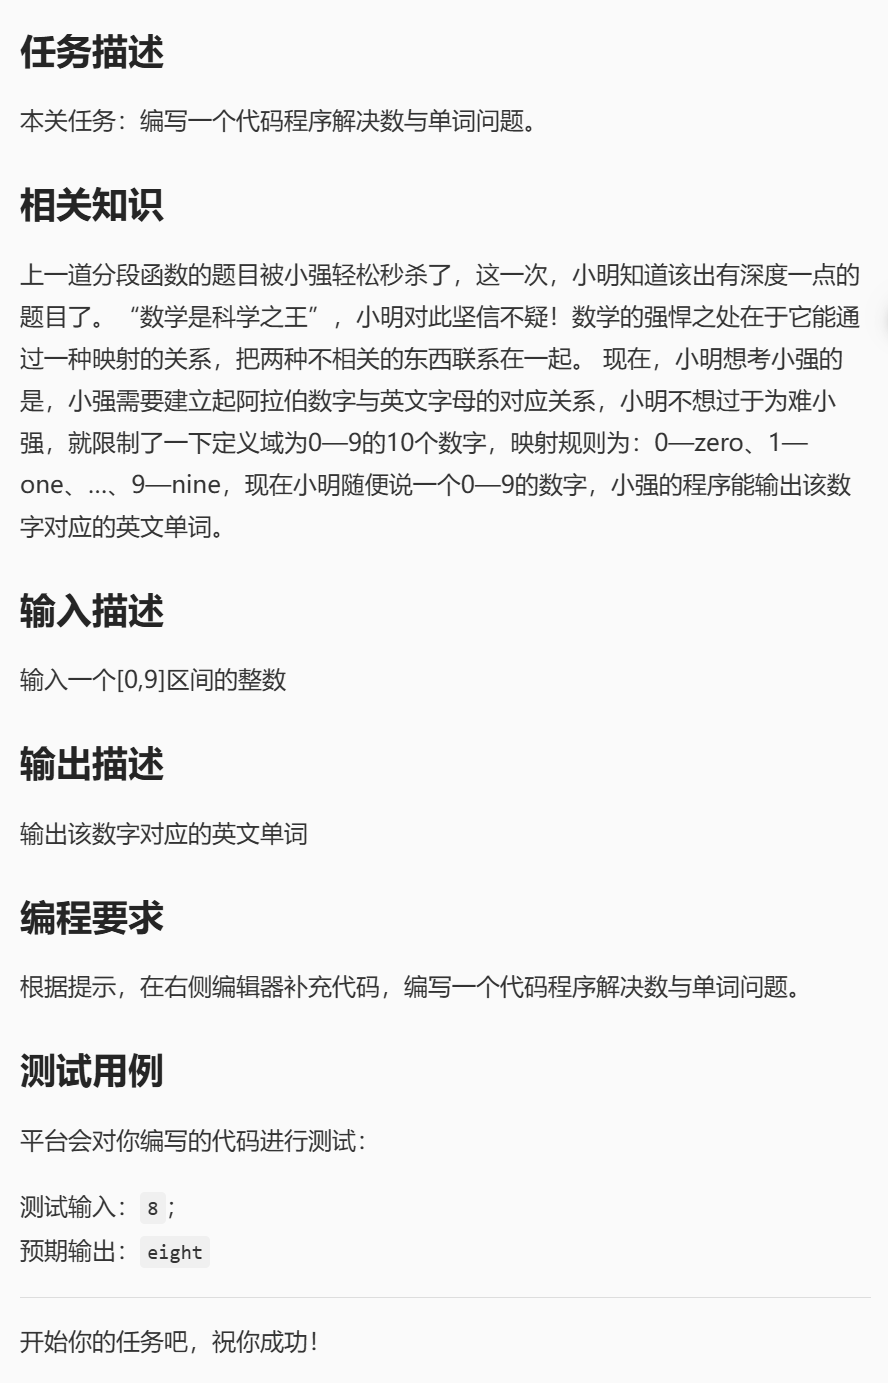 任务描述
本关任务：编写一个代码程序解决数与单词问题。
相关知识
上一道分段函数的题目被小强轻松秒杀了，这一次，小明知道该出有深度一点的
题目了。“数学是科学之王”，小明对此坚信不疑！数学的强悍之处在于它能通
过一种映射的关系，把两种不相关的东西联系在一起。 现在，小明想考小强的
是，小强需要建立起阿拉伯数字与英文字母的对应关系，小明不想过于为难小
强，就限制了一下定义域为0—9的10个数字，映射规则为：0—zero、1—
one、...、9—nine，现在小明随便说一个0—9的数字，小强的程序能输出该数
字对应的英文单词。
输入描述
输入一个[0,9]区间的整数
输出描述
输出该数字对应的英文单词
编程要求
根据提示，在右侧编辑器补充代码，编写一个代码程序解决数与单词问题。
测试用例
平台会对你编写的代码进行测试：
测试输入：8；
预期输出：eight
开始你的任务吧，祝你成功！